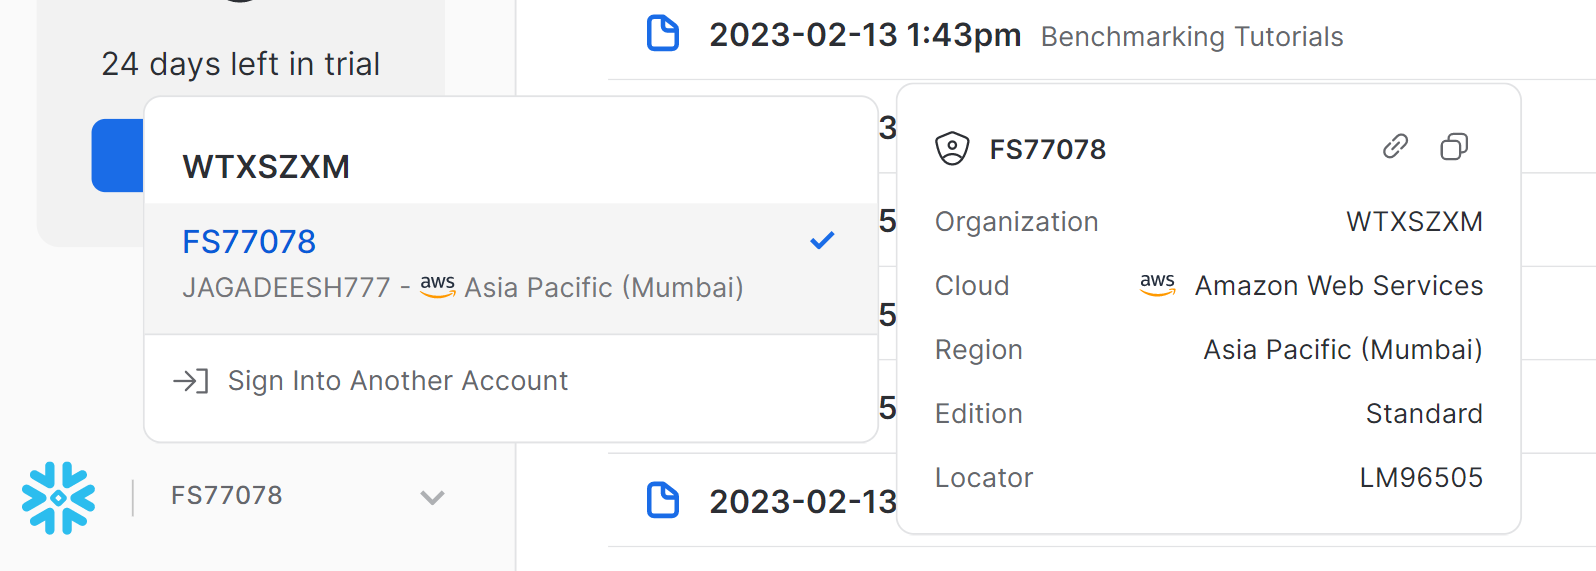 24 days left in trial
2023-02-13 1:43pm Benchmarking Tutorials
WTXSZXM
FS77078
JAGADEESH777 - aws Asia Pacific (Mumbai)
Sign Into Another Account
FS77078
3
5
5
5
2023-02-13
FS77078
Organization WTXSZXM
Cloud aws Amazon Web Services
Region Asia Pacific (Mumbai)
Edition Standard
Locator LM96505